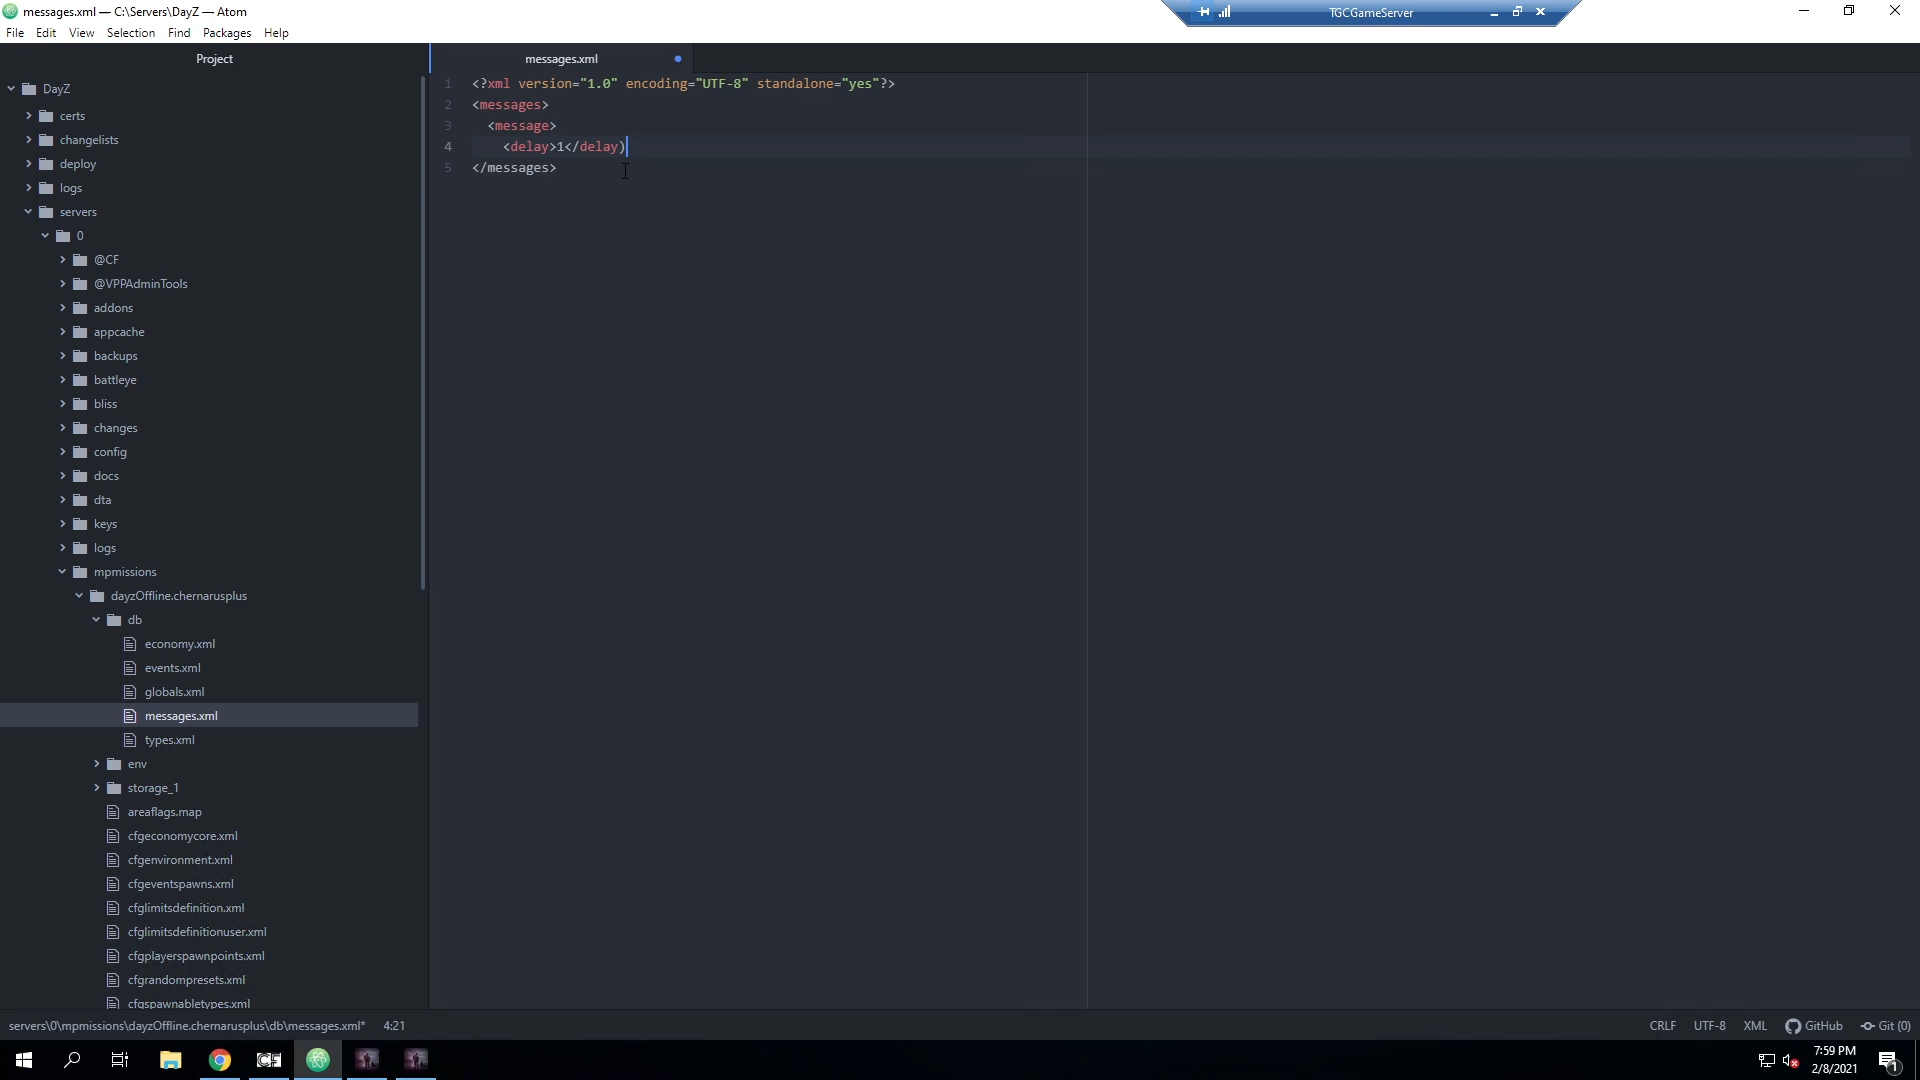 messages.xml — C:\Servers\DayZ — Atom
TGCGameServer
File Edit View Selection Find Packages Help
Project
messages.xml
DayZ
certs
changelists
deploy
logs
servers
0
@CF
@VPPAdminTools
addons
appcache
backups
battleye
bliss
changes
config
docs
dta
keys
logs
mpmissions
dayzOffline.chernarusplus
db
economy.xml
events.xml
globals.xml
messages.xml
types.xml
env
storage_1
areaflags.map
cfgeconomycore.xml
cfgenvironment.xml
cfgeventspawns.xml
cfglimitsdefinition.xml
cfglimitsdefinitionuser.xml
cfgplayerspawnpoints.xml
cfgrandompresets.xml
cfgspawnabletypes.xml
1 <?xml version="1.0" encoding="UTF-8" standalone="yes"?>
2 <messages>
3 <message>
4 <delay>1</delay)
5 </messages>
servers\0\mpmissions\dayzOffline.chernarusplus\db\messages.xml* 4:21
CRLF UTF-8 XML GitHub Git (0)
CF
7:59 PM
2/8/2021
1